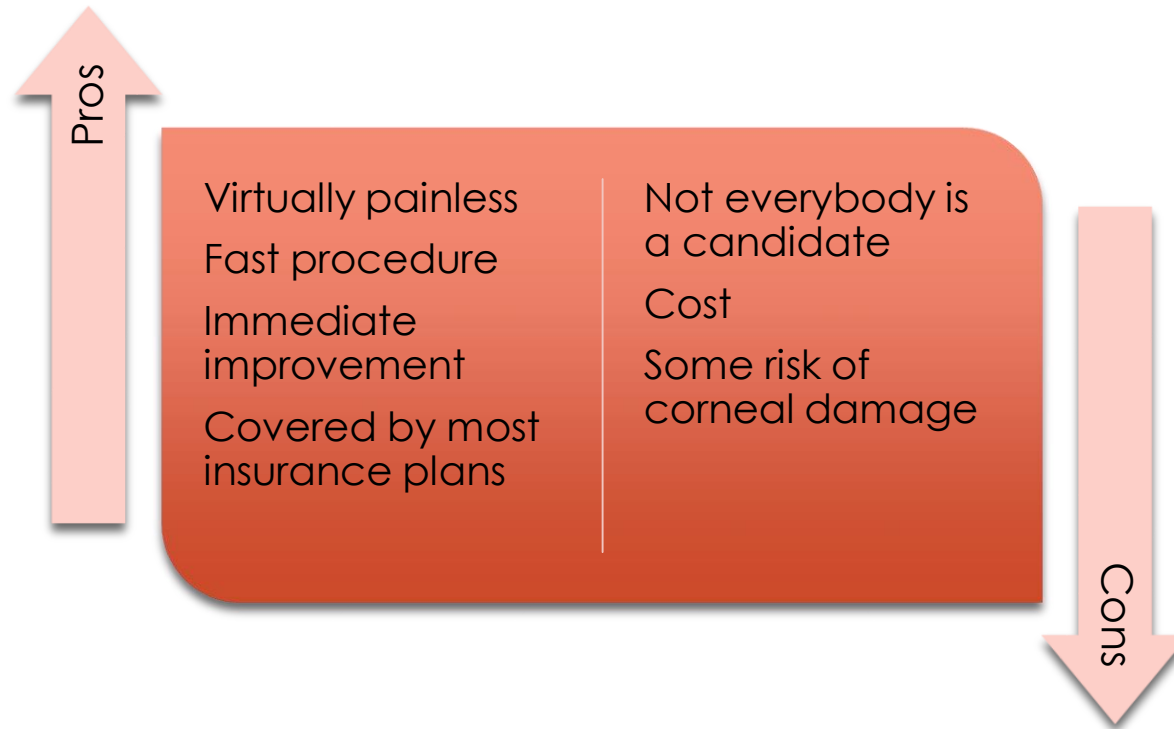 Pros
Virtually painless
Fast procedure
Immediate
improvement
Covered by most
insurance plans
Not everybody is
a candidate
Cost
Some risk of
corneal damage
Cons